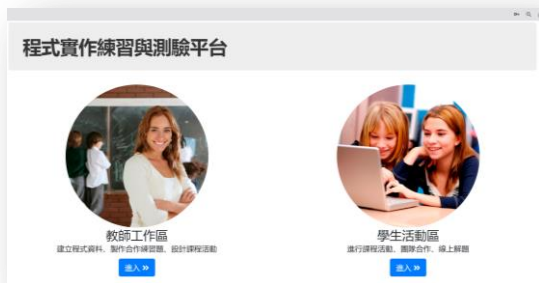 程式實作練習與測驗平台
教師工作區
建立程式資料、製作合作練習題、設計課程活動
進入 »
學生活動區
進行課程活動、團隊合作、線上解題
進入 »